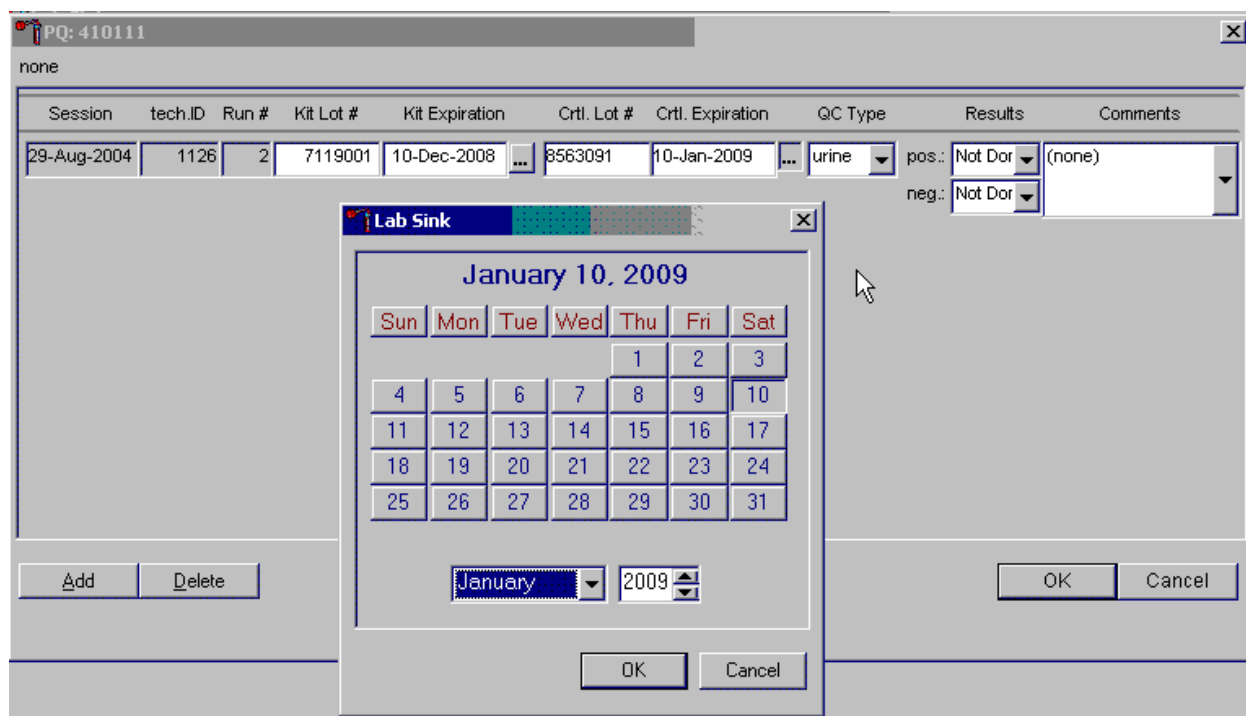 PQ: 410111
none
Session tech.ID Run # Kit Lot # Kit Expiration Crtl. Lot # Crtl. Expiration QC Type Results Comments
29-Aug-2004 1126 2 7119001 10-Dec-2008 ... 8563091 10-Jan-2009 ... urine pos.: Not Dor (none)
neg.: Not Dor
Lab Sink
January 10, 2009
Sun Mon Tue Wed Thu Fri Sat
1 2 3
4 5 6 7 8 9 10
11 12 13 14 15 16 17
18 19 20 21 22 23 24
25 26 27 28 29 30 31
January 2009
OK Cancel
Add Delete OK Cancel